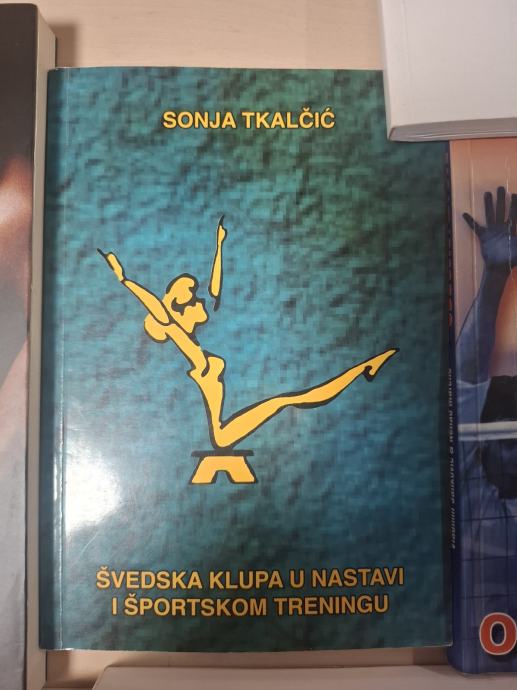 SONJA TKALČIĆ
ŠVEDSKA KLUPA U NASTAVI
I ŠPORTSKOM TRENINGU
O